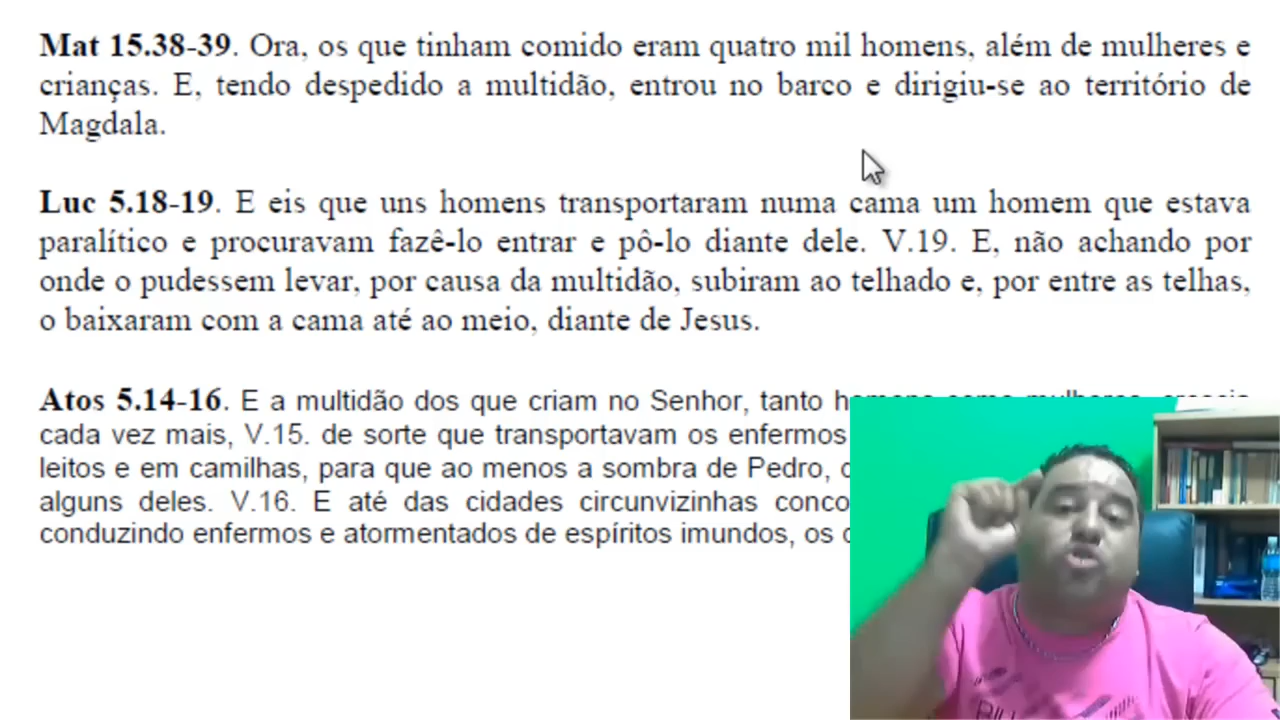 Mat 15.38-39. Ora, os que tinham comido eram quatro mil homens, além de mulheres e
crianças. E, tendo despedido a multidão, entrou no barco e dirigiu-se ao território de
Magdala.
Luc 5.18-19. E eis que uns homens transportaram numa cama um homem que estava
paralítico e procuravam fazê-lo entrar e pô-lo diante dele. V.19. E, não achando por
onde o pudessem levar, por causa da multidão, subiram ao telhado e, por entre as telhas,
o baixaram com a cama até ao meio, diante de Jesus.
Atos 5.14-16. E a multidão dos que criam no Senhor, tanto
cada vez mais, V.15. de sorte que transportavam os enfermos
leitos e em camilhas, para que ao menos a sombra de Pedro,
alguns deles. V.16. E até das cidades circunvizinhas
conduzindo enfermos e atormentados de espíritos imundos, os